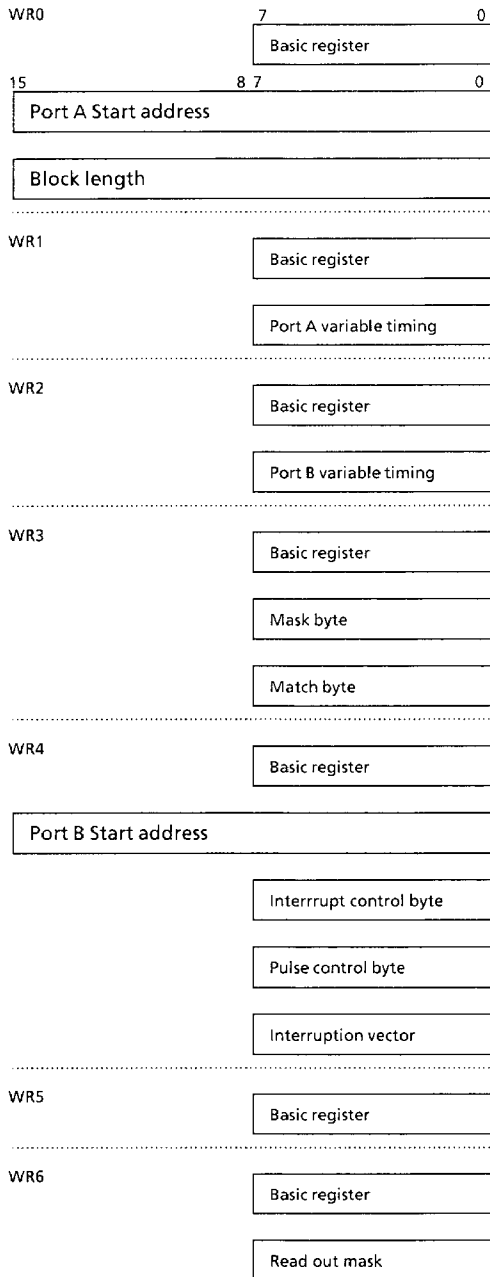 WR0 7 0
Basic register
15 8 7 0
Port A Start address
Block length
WR1
Basic register
Port A variable timing
WR2
Basic register
Port B variable timing
WR3
Basic register
Mask byte
Match byte
WR4
Basic register
Port B Start address
Interrrupt control byte
Pulse control byte
Interruption vector
WR5
Basic register
WR6
Basic register
Read out mask